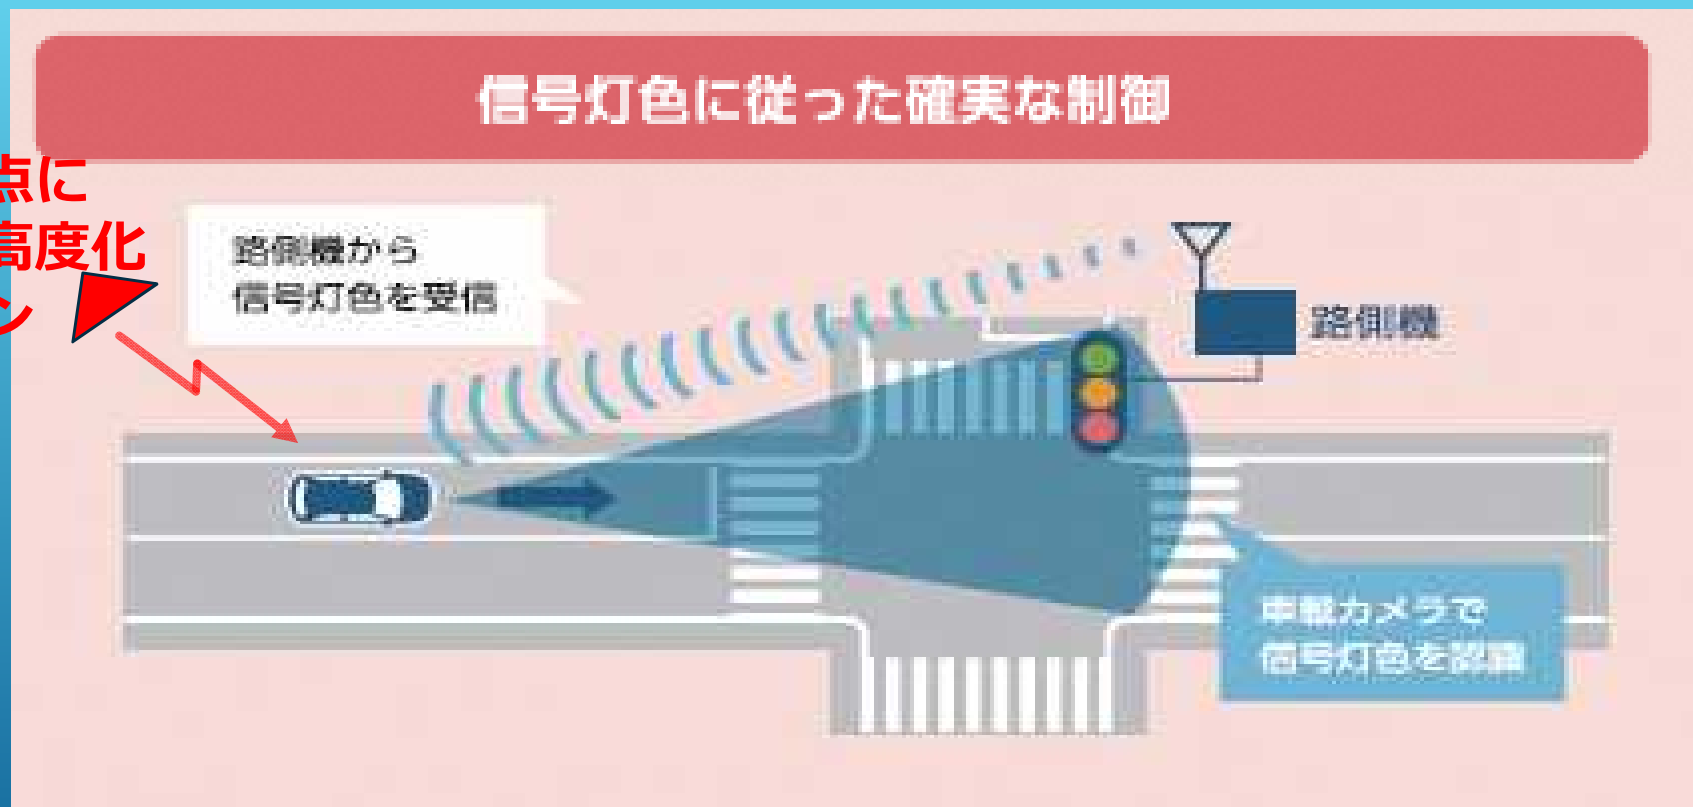 信号灯色に従った確実な制御
点に
高度化
ン
路側機から
信号灯色を受信
路側機
車載カメラで
信号灯色を認識